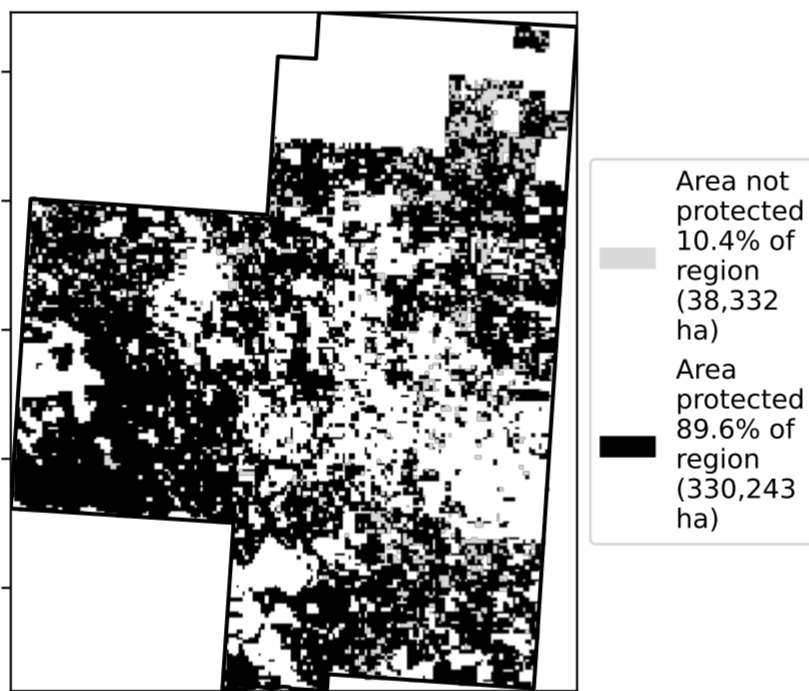 Area not
protected
10.4% of
region
(38,332
ha)
Area
protected
89.6% of
region
(330,243
ha)